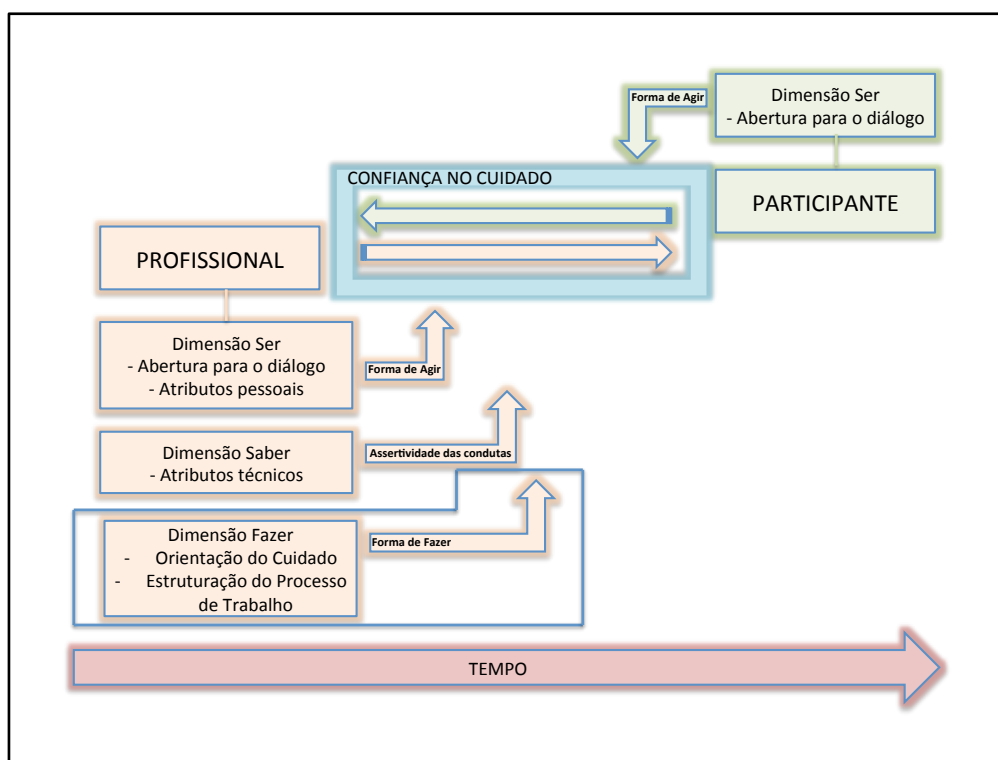 Forma de Agir
Dimensão Ser
- Abertura para o diálogo
CONFIANÇA NO CUIDADO
PARTICIPANTE
PROFISSIONAL
Dimensão Ser
- Abertura para o diálogo
- Atributos pessoais
Forma de Agir
Dimensão Saber
- Atributos técnicos
Assertividade das condutas
Dimensão Fazer
- Orientação do Cuidado
- Estruturação do Processo
de Trabalho
Forma de Fazer
TEMPO